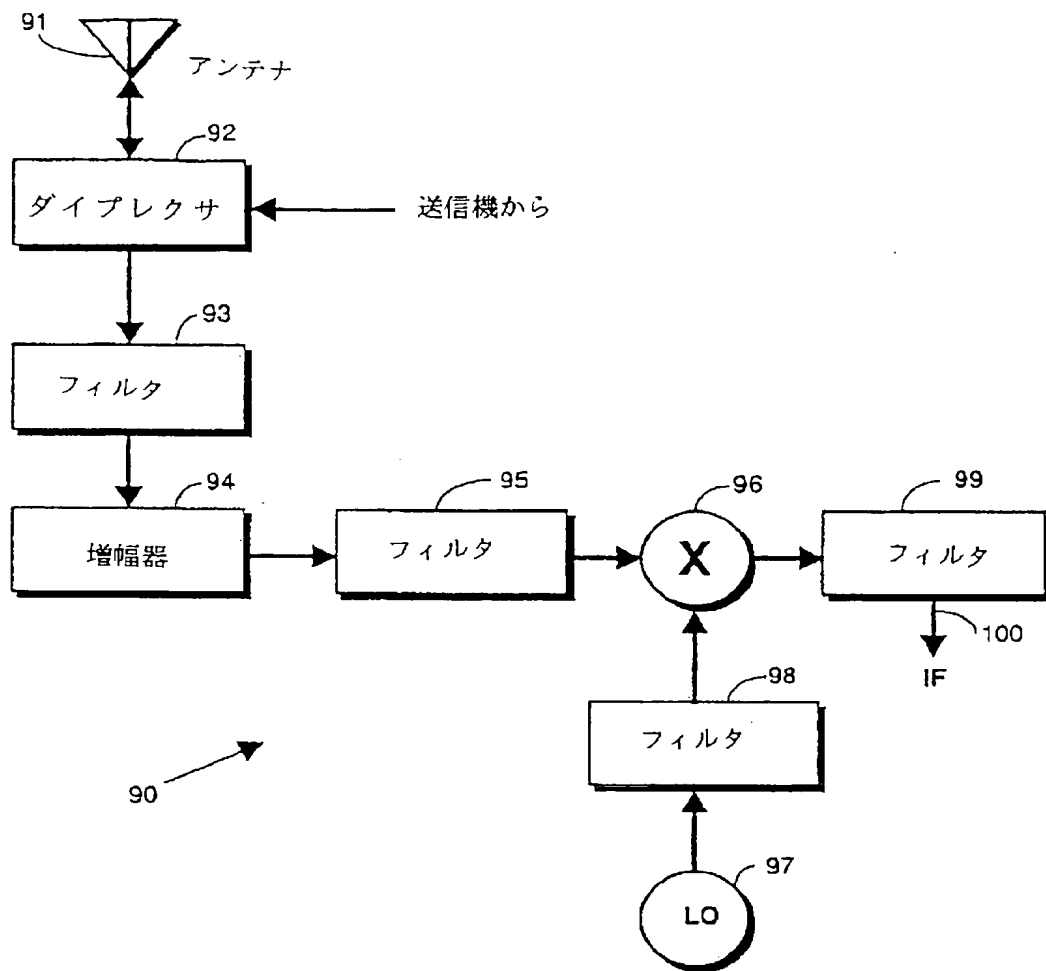 91
アンテナ
92
ダイプレクサ
送信機から
93
フィルタ
94
増幅器
95
フィルタ
96
X
99
フィルタ
100
IF
98
フィルタ
90
97
LO